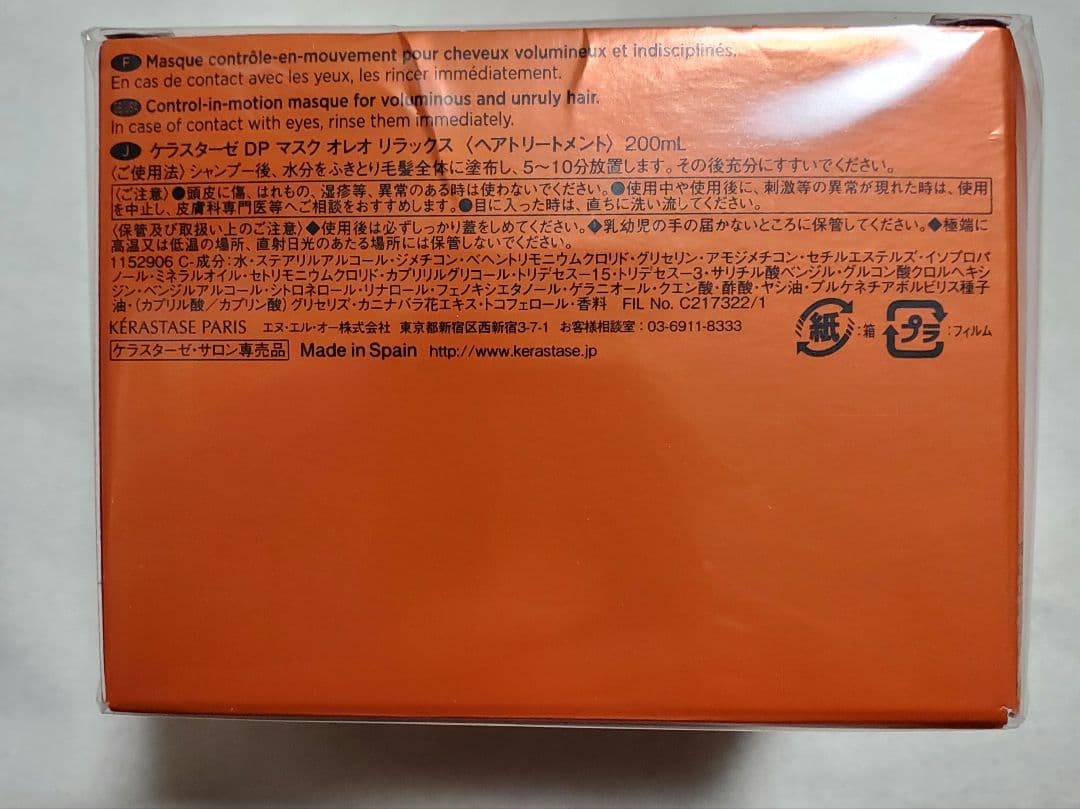 F Masque contrôle-en-mouvement pour cheveux volumineux et indisciplinés.
En cas de contact avec les yeux, les rincer immédiatement.
Control-in-motion masque for voluminous and unruly hair.
In case of contact with eyes, rinse them immediately.
J ケラスターゼ DP マスク オレオ リラックス 〈ヘアトリートメント〉 200mL
〈ご使用法〉シャンプー後、水分をふきとり毛髪全体に塗布し、5～10分放置します。その後充分にすすいでください。
〈ご注意〉●頭皮に傷、はれもの、湿疹等、異常のある時は使わないでください。●使用中や使用後に、刺激等の異常が現れた時は、使用
を中止し、皮膚科専門医等へご相談をおすすめします。●目に入った時は、直ちに洗い流してください。
〈保管及び取扱い上のご注意〉◆使用後は必ずしっかり蓋をしめてください。◆乳幼児の手の届かないところに保管してください。◆極端に
高温又は低温の場所、直射日光のあたる場所には保管しないでください。
1152906 C-成分：水・ステアリルアルコール・ジメチコン・ベヘントリモニウムクロリド・グリセリン・アモジメチコン・セチルエステルズ・イソプロパ
ノール・ミネラルオイル・セトリモニウムクロリド・カプリリルグリコール・トリデセス-15・トリデセス-3・サリチル酸ベンジル・グルコン酸クロルヘキシ
ジン・ベンジルアルコール・シトロネロール・リナロール・フェノキシエタノール・ゲラニオール・クエン酸・酢酸・ヤシ油・プルケネチアボルビリス種子
油・（カプリル酸／カプリン酸）グリセリズ・カニナバラ花エキス・トコフェロール・香料 FIL No. C217322/1
KÉRASTASE PARIS エヌ・エル・オー株式会社 東京都新宿区西新宿3-7-1 お客様相談室：03-6911-8333
紙：箱 プラ：フィルム
ケラスターゼ・サロン専売品 Made in Spain http://www.kerastase.jp